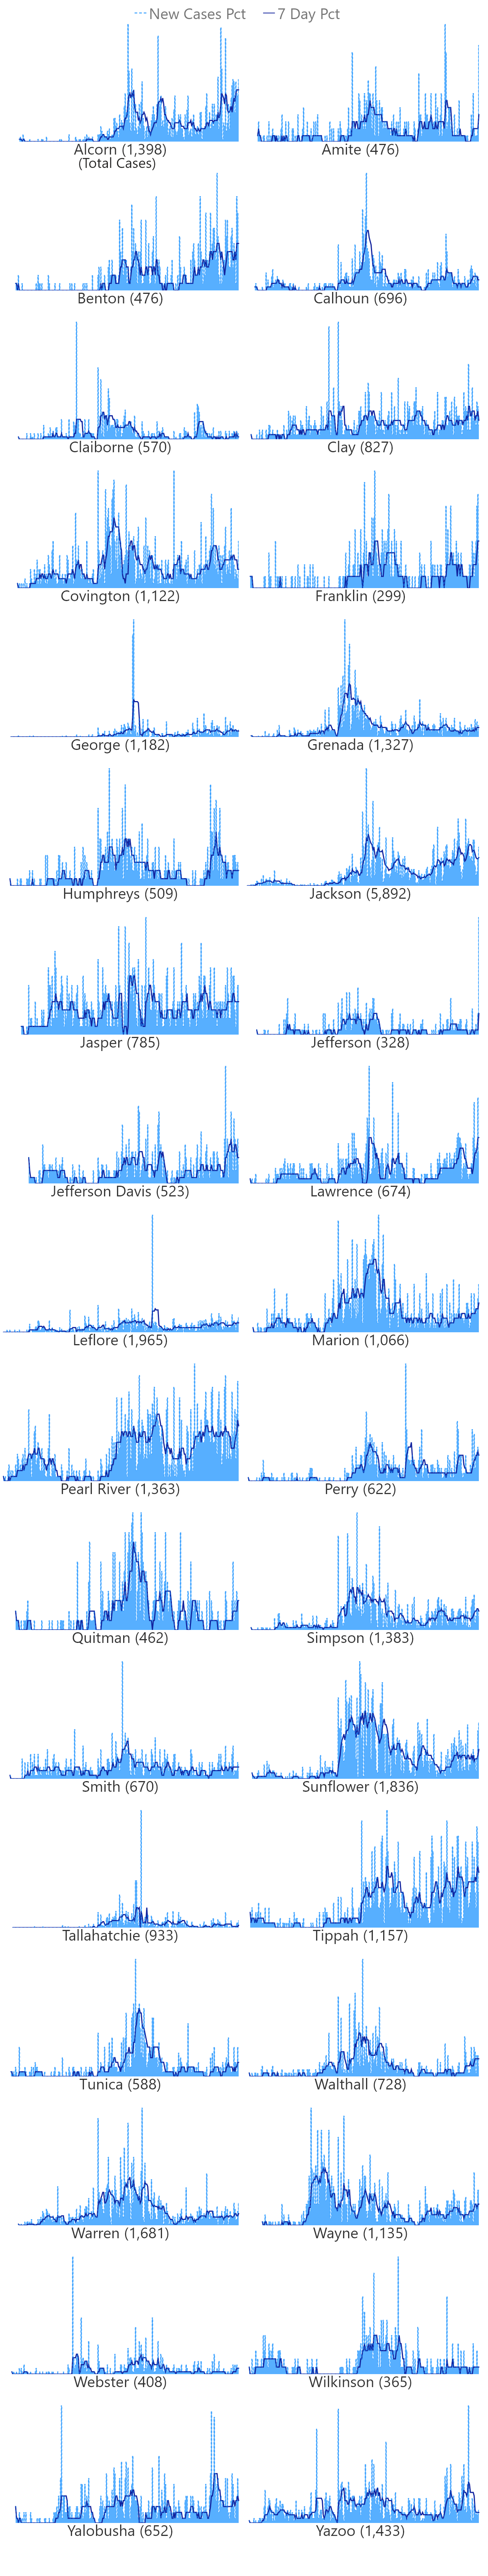 New Cases Pct 7 Day Pct
Alcorn (1,398)
(Total Cases)
Amite (476)
Benton (476)
Calhoun (696)
Claiborne (570)
Clay (827)
Covington (1,122)
Franklin (299)
George (1,182)
Grenada (1,327)
Humphreys (509)
Jackson (5,892)
Jasper (785)
Jefferson (328)
Jefferson Davis (523)
Lawrence (674)
Leflore (1,965)
Marion (1,066)
Pearl River (1,363)
Perry (622)
Quitman (462)
Simpson (1,383)
Smith (670)
Sunflower (1,836)
Tallahatchie (933)
Tippah (1,157)
Tunica (588)
Walthall (728)
Warren (1,681)
Wayne (1,135)
Webster (408)
Wilkinson (365)
Yalobusha (652)
Yazoo (1,433)